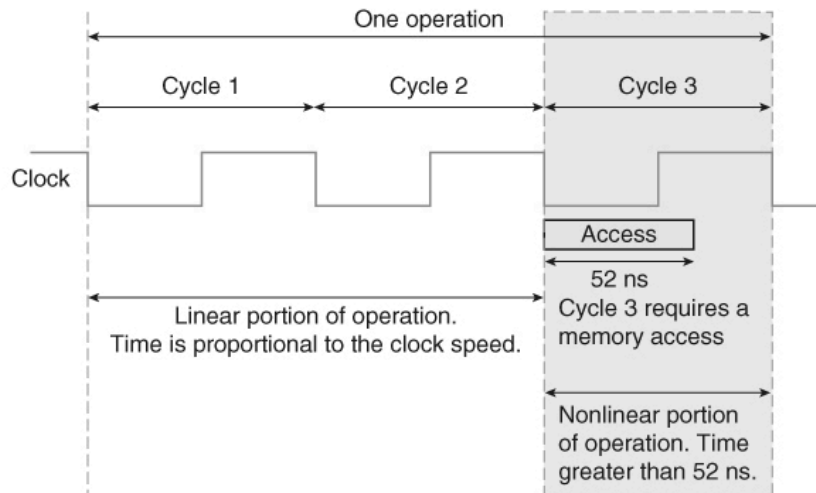 One operation
Cycle 1
Cycle 2
Cycle 3
Clock
Access
52 ns
Cycle 3 requires a
memory access
Linear portion of operation.
Time is proportional to the clock speed.
Nonlinear portion
of operation. Time
greater than 52 ns.